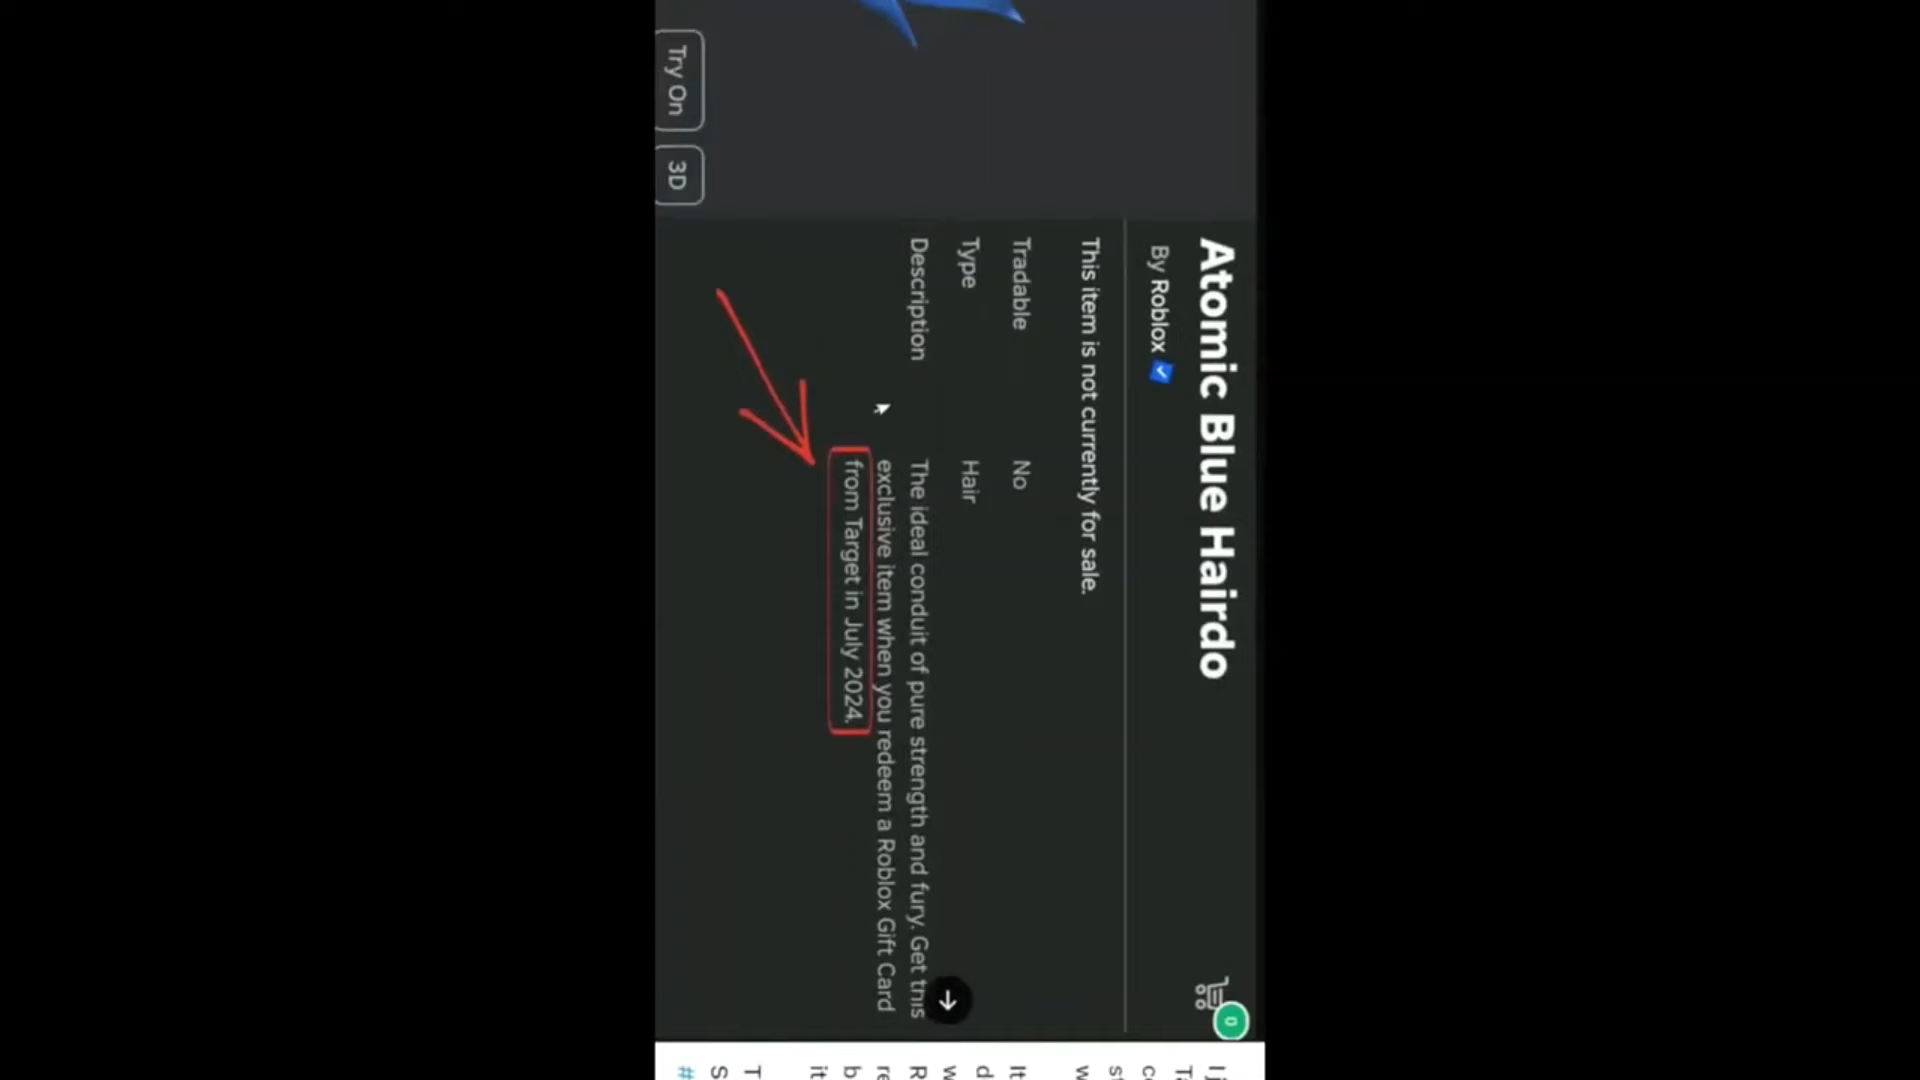 Atomic Blue Hairdo
0
By Roblox
This item is not currently for sale.
Tradable No
Type Hair
Description The ideal conduit of pure strength and fury. Get this
exclusive item when you redeem a Roblox Gift Card
from Target in July 2024.
Try On 3D